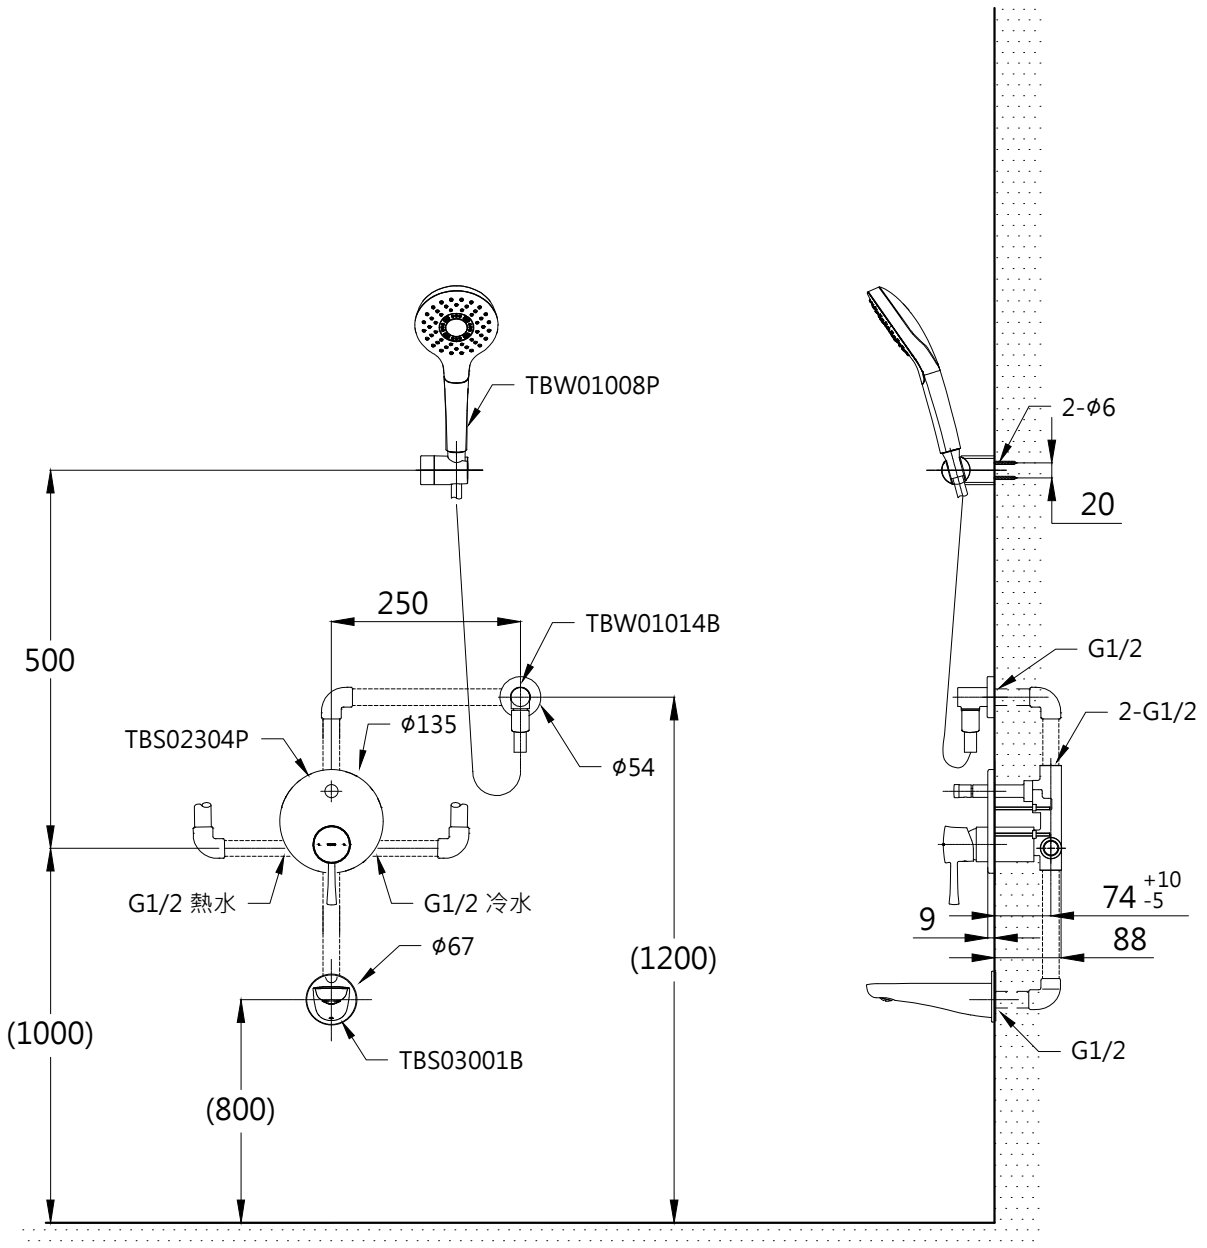 TBW01008P
2-φ6
20
250
TBW01014B
500
G1/2
2-G1/2
TBS02304P
φ135
φ54
G1/2 熱水
G1/2 冷水
74 +10 -5
9
88
φ67
(1200)
(1000)
TBS03001B
G1/2
(800)